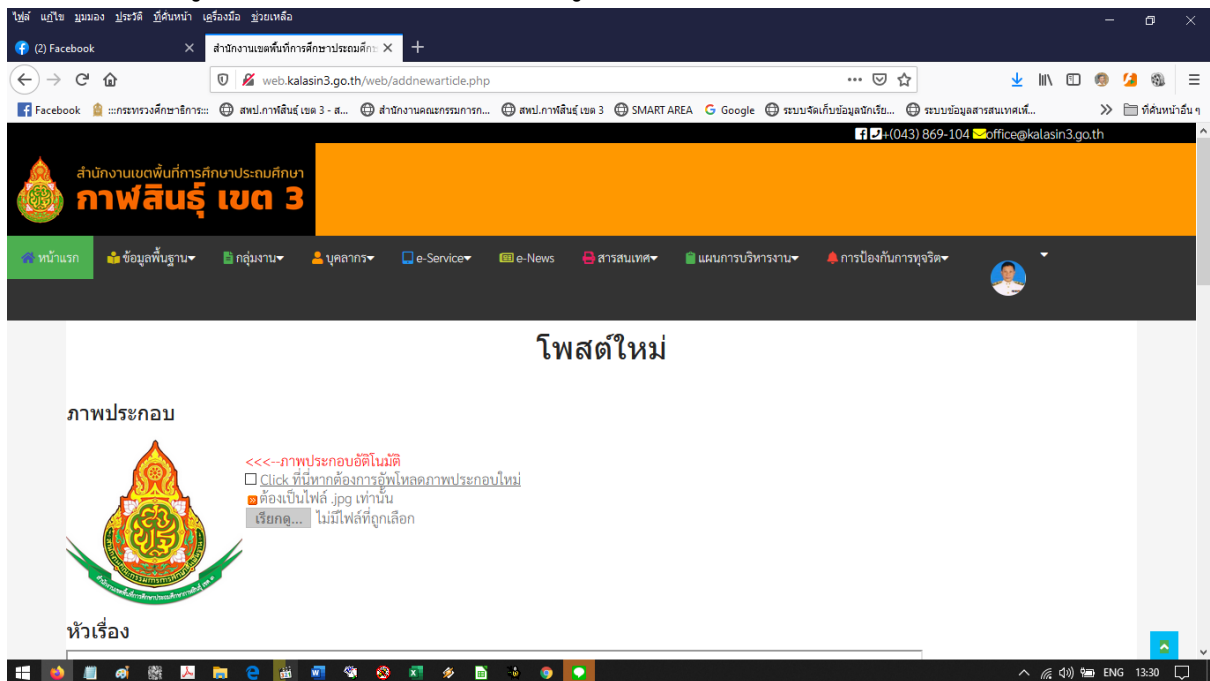 ไฟล์ แก้ไข มุมมอง ประวัติ ที่คั่นหน้า เครื่องมือ ช่วยเหลือ
(2) Facebook
สำนักงานเขตพื้นที่การศึกษาประถมศึกษ
web.kalasin3.go.th/web/addnewarticle.php
Facebook :::กระทรวงศึกษาธิการ::: สพป.กาฬสินธุ์ เขต 3 - ส... สำนักงานคณะกรรมการก... สพป.กาฬสินธุ์ เขต 3 SMART AREA Google ระบบจัดเก็บข้อมูลนักเรีย... ระบบข้อมูลสารสนเทศเพื่... ที่คั่นหน้าอื่น ๆ
+(043) 869-104 office@kalasin3.go.th
สำนักงานเขตพื้นที่การศึกษาประถมศึกษา
กาฬสินธุ์ เขต 3
หน้าแรก ข้อมูลพื้นฐาน กลุ่มงาน บุคลากร e-Service e-News สารสนเทศ แผนการบริหารงาน การป้องกันการทุจริต
โพสต์ใหม่
ภาพประกอบ
<<<--ภาพประกอบอัติโนมัติ
Click ที่นี่หากต้องการอัพโหลดภาพประกอบใหม่
ต้องเป็นไฟล์ .jpg เท่านั้น
เรียกดู... ไม่มีไฟล์ที่ถูกเลือก
หัวเรื่อง
ENG 13:30